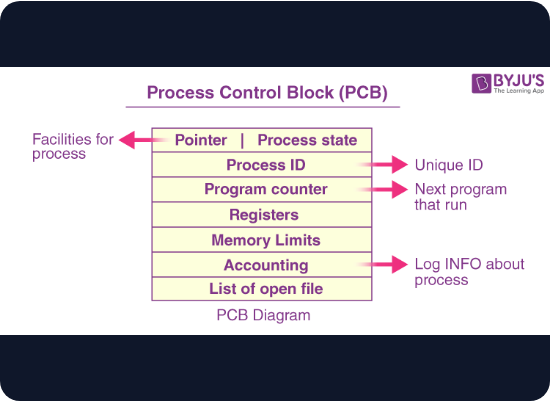 BYJU'S
The Learning App
Process Control Block (PCB)
Facilities for
process
Pointer | Process state
Process ID
Unique ID
Program counter
Next program
that run
Registers
Memory Limits
Accounting
Log INFO about
process
List of open file
PCB Diagram